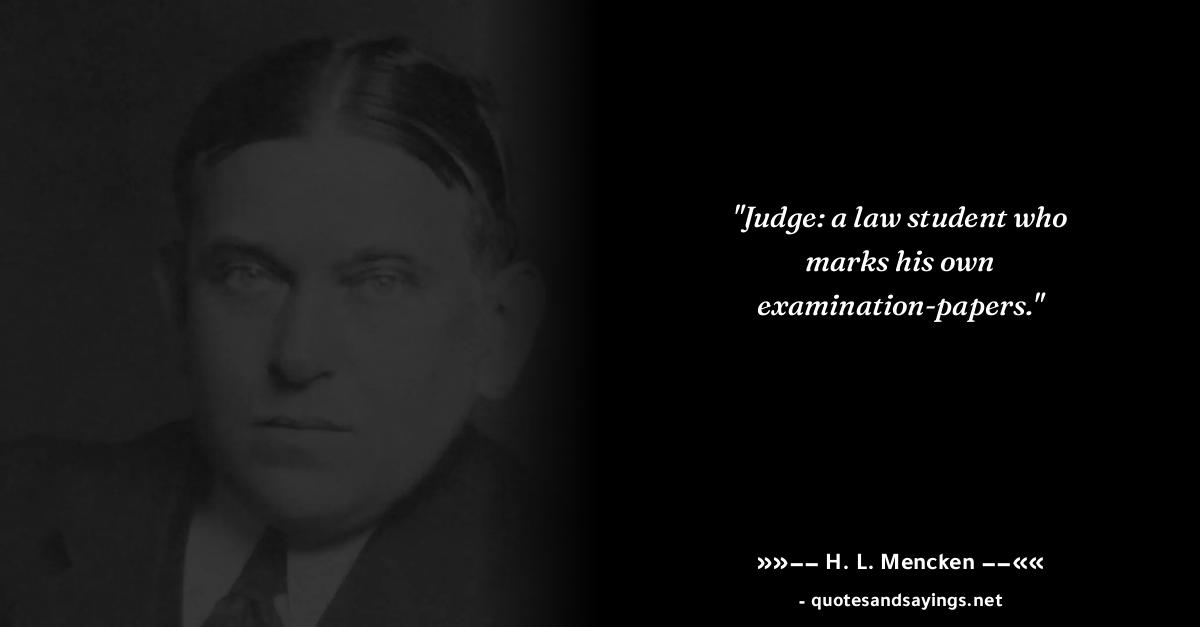 "Judge: a law student who
marks his own
examination-papers."
»»-- H. L. Mencken --««
- quotesandsayings.net